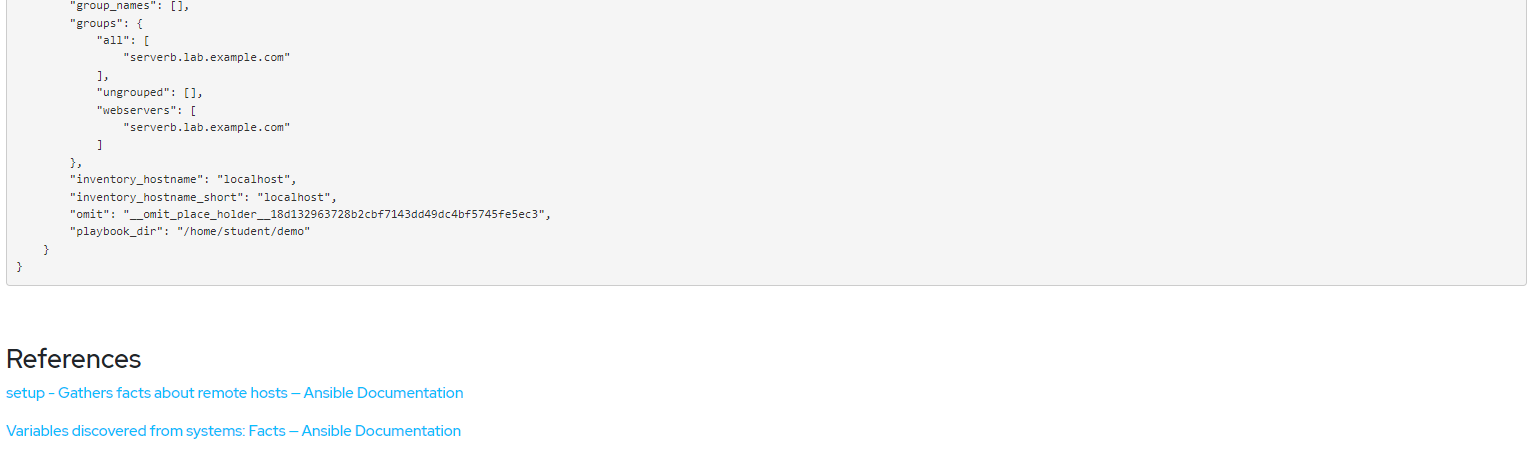 "group_names": [],
"groups": {
"all": [
"serverb.lab.example.com"
],
"ungrouped": [],
"webservers": [
"serverb.lab.example.com"
]
},
"inventory_hostname": "localhost",
"inventory_hostname_short": "localhost",
"omit": "__omit_place_holder__18d132963728b2cbf7143dd49dc4bf5745fe5ec3",
"playbook_dir": "/home/student/demo"
}
}
References
setup - Gathers facts about remote hosts — Ansible Documentation
Variables discovered from systems: Facts — Ansible Documentation